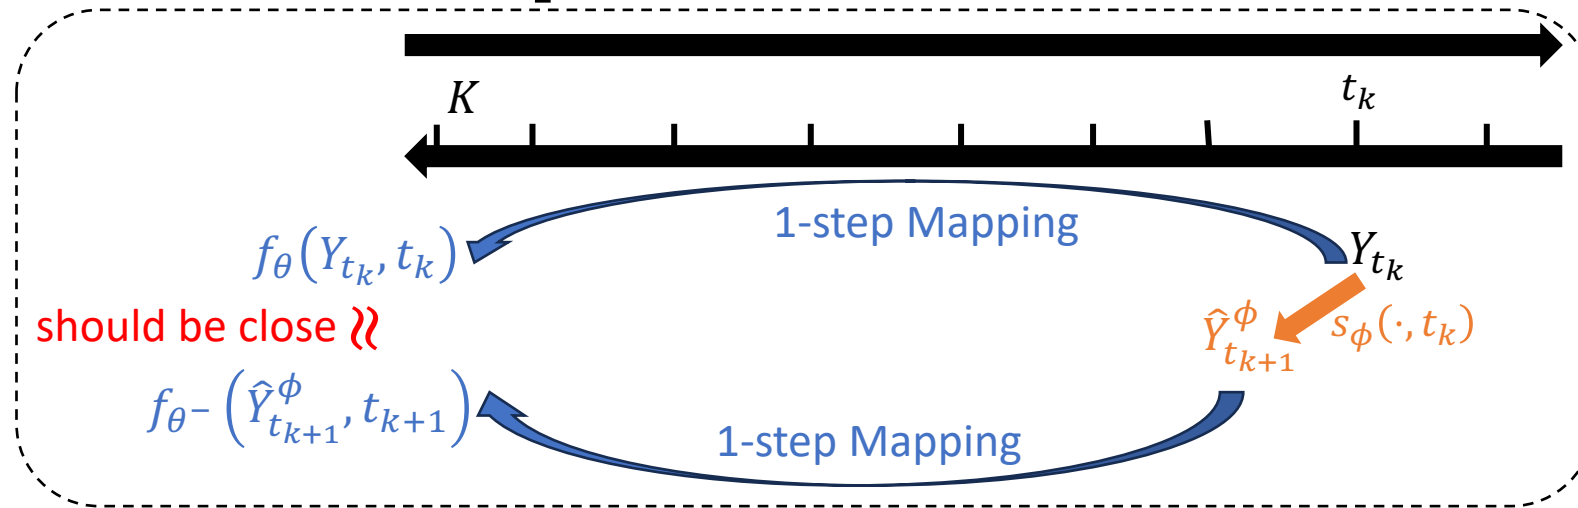 K
t_k
1-step Mapping
f_θ(Y_{t_k}, t_k)
Y_{t_k}
should be close ≈
Ŷ^ϕ_{t_{k+1}}
s_ϕ(·, t_k)
f_{θ^-}(Ŷ^ϕ_{t_{k+1}}, t_{k+1})
1-step Mapping